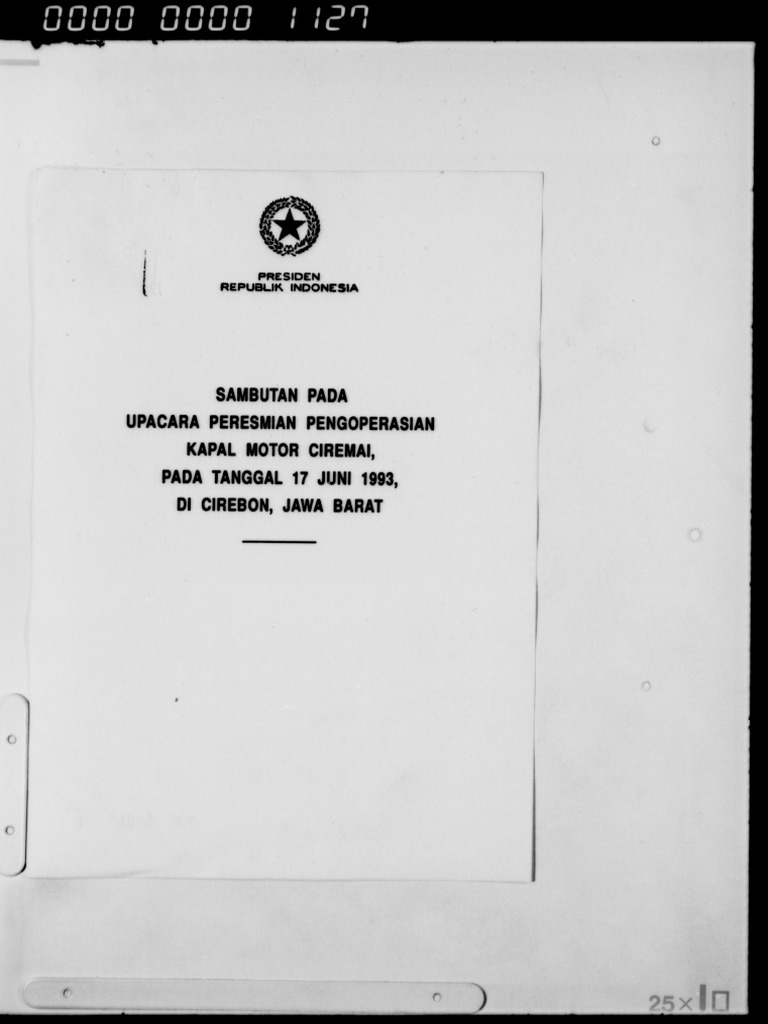 0000 0000 1127
PRESIDEN
REPUBLIK INDONESIA
SAMBUTAN PADA
UPACARA PERESMIAN PENGOPERASIAN
KAPAL MOTOR CIREMAI,
PADA TANGGAL 17 JUNI 1993,
DI CIREBON, JAWA BARAT
25×